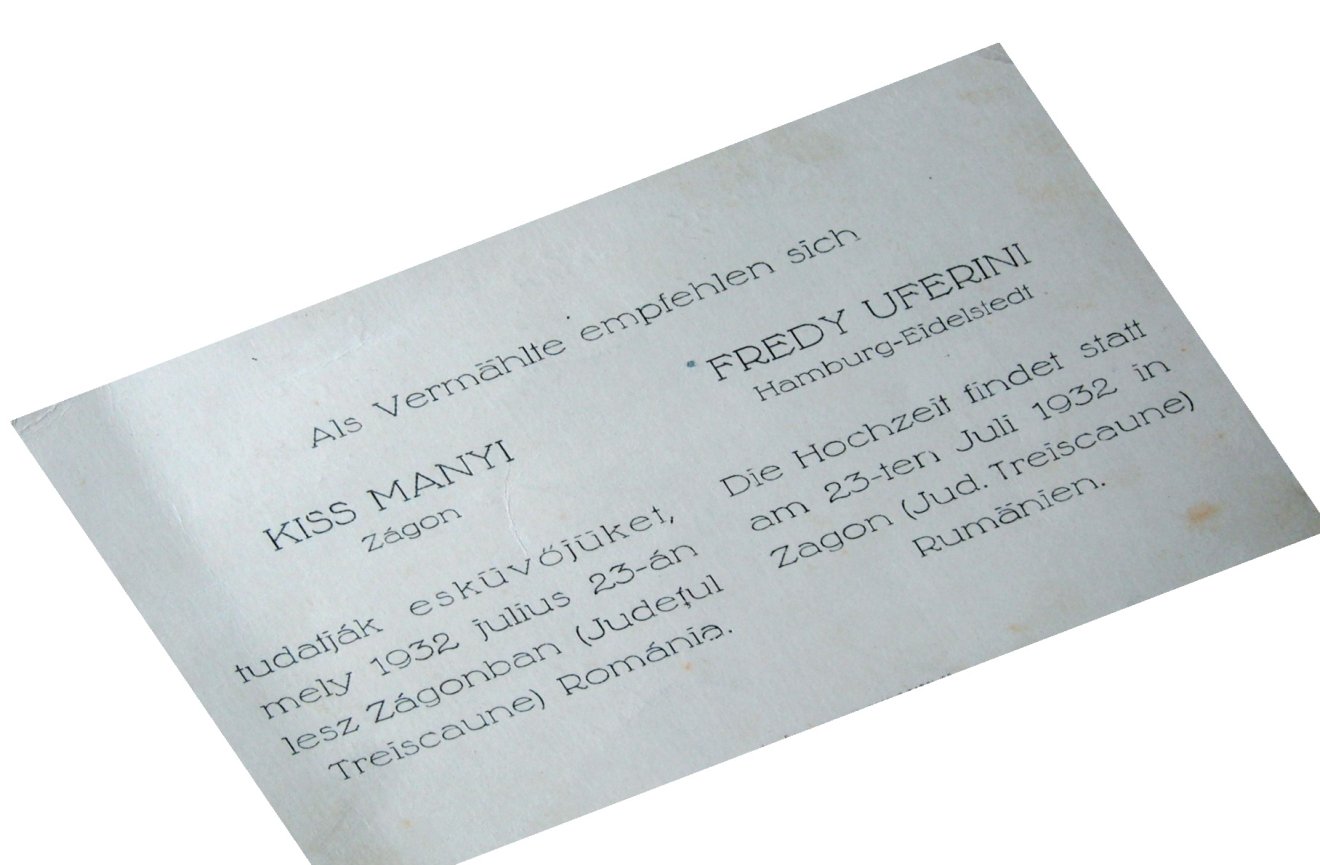 Als Vermählte empfehlen sich
KISS MANYI
Zágon
tudatják esküvőjüket,
mely 1932 julius 23-án
lesz Zágonban (Judeţul
Treiscaune) Románia.
FREDY UFERINI
Hamburg-Eidelstedt
Die Hochzeit findet statt
am 23-ten Juli 1932 in
Zagon (Jud. Treiscaune)
Rumänien.